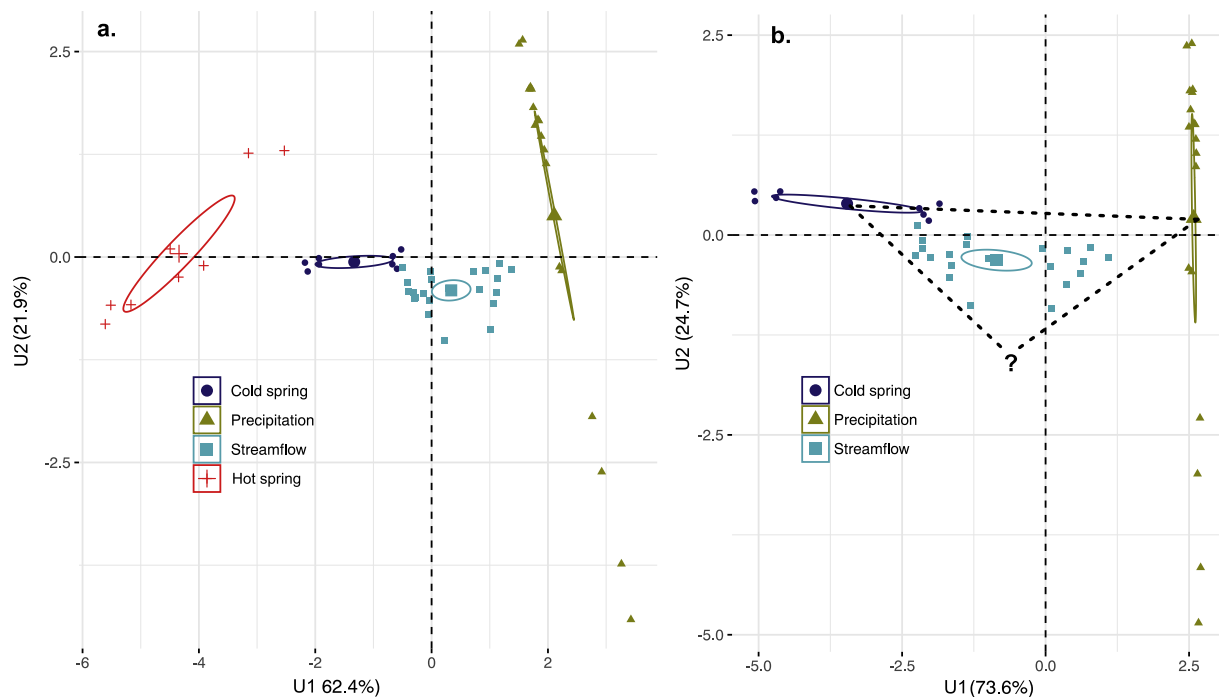 a.
2.5
0.0
-2.5
U2 (21.9%)
Cold spring
Precipitation
Streamflow
Hot spring
-6
-4
-2
0
2
U1 62.4%)
b.
2.5
0.0
-2.5
-5.0
U2 (24.7%)
?
Cold spring
Precipitation
Streamflow
-5.0
-2.5
0.0
2.5
U1(73.6%)